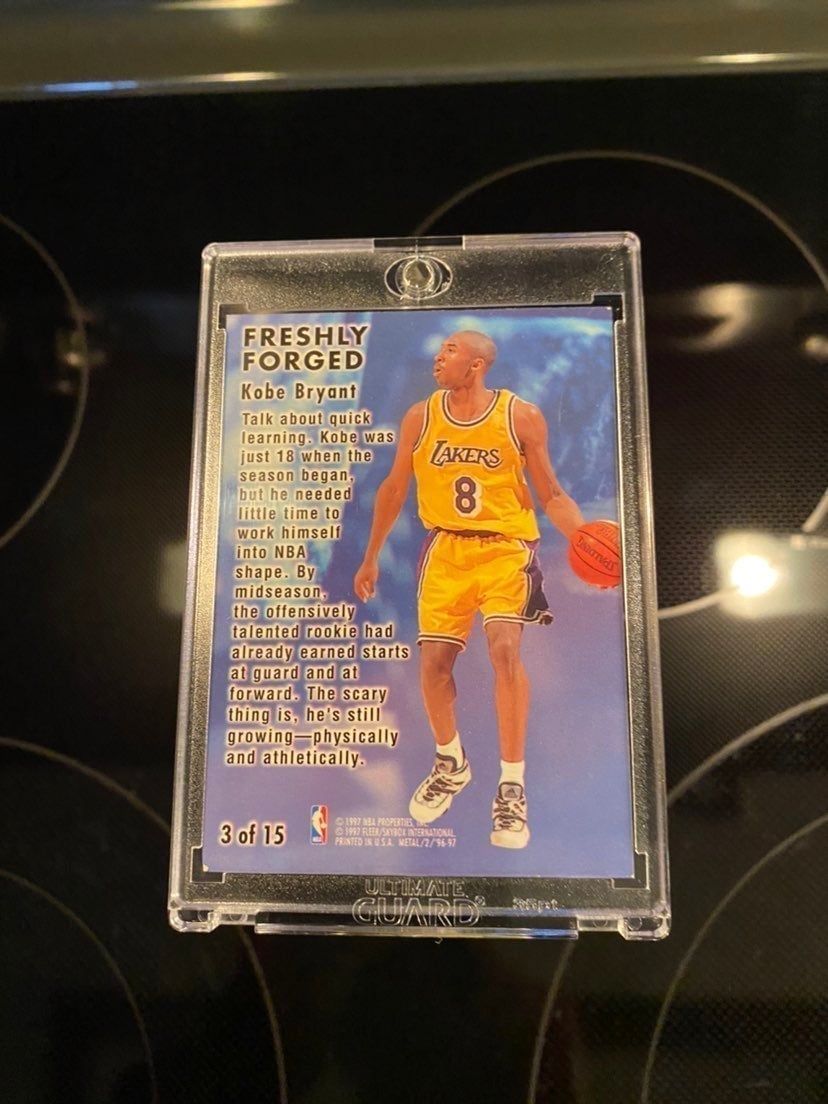 FRESHLY
FORGED
Kobe Bryant
Talk about quick
learning. Kobe was
just 18 when the
season began,
but he needed
little time to
work himself
into NBA
shape. By
midseason,
the offensively
talented rookie had
already earned starts
at guard and at
forward. The scary
thing is, he's still
growing—physically
and athletically.
LAKERS
8
3 of 15
NBA
© 1997 NBA PROPERTIES, INC.
© 1997 FLEER/SKYBOX INTERNATIONAL.
PRINTED IN U.S.A. METAL/2/'96-97
ULTIMATE
GUARD
35pt